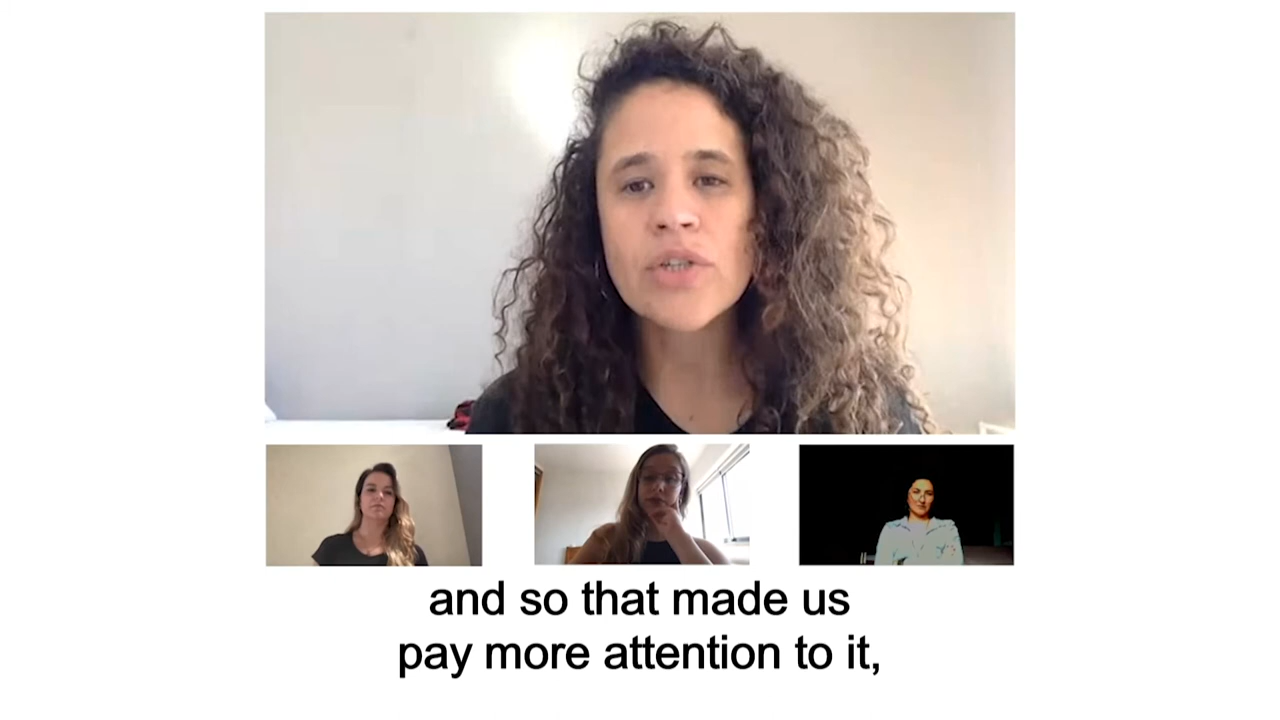 and so that made us
pay more attention to it,